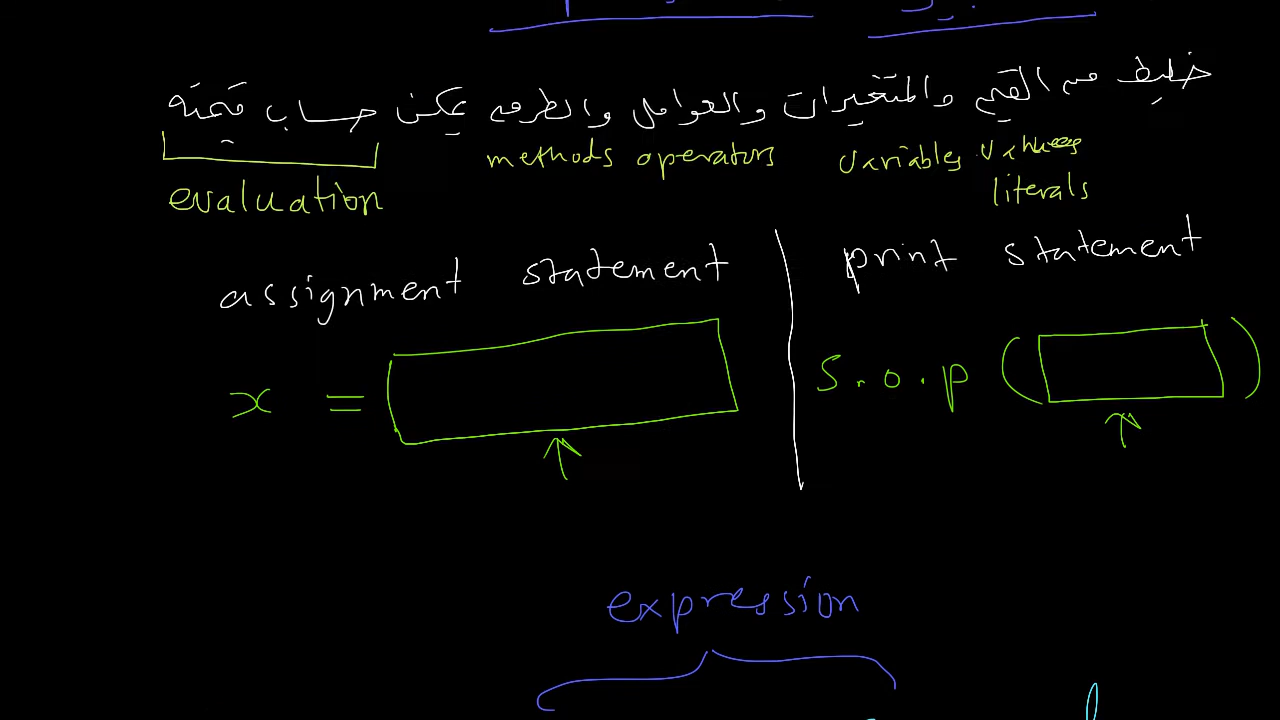 خليط من القيم والمتغيرات والعوامل والطرق يمكن حساب قيمته
methods operators variables values
literals
evaluation
assignment statement
print statement
x =
S.o.p ( )
expression